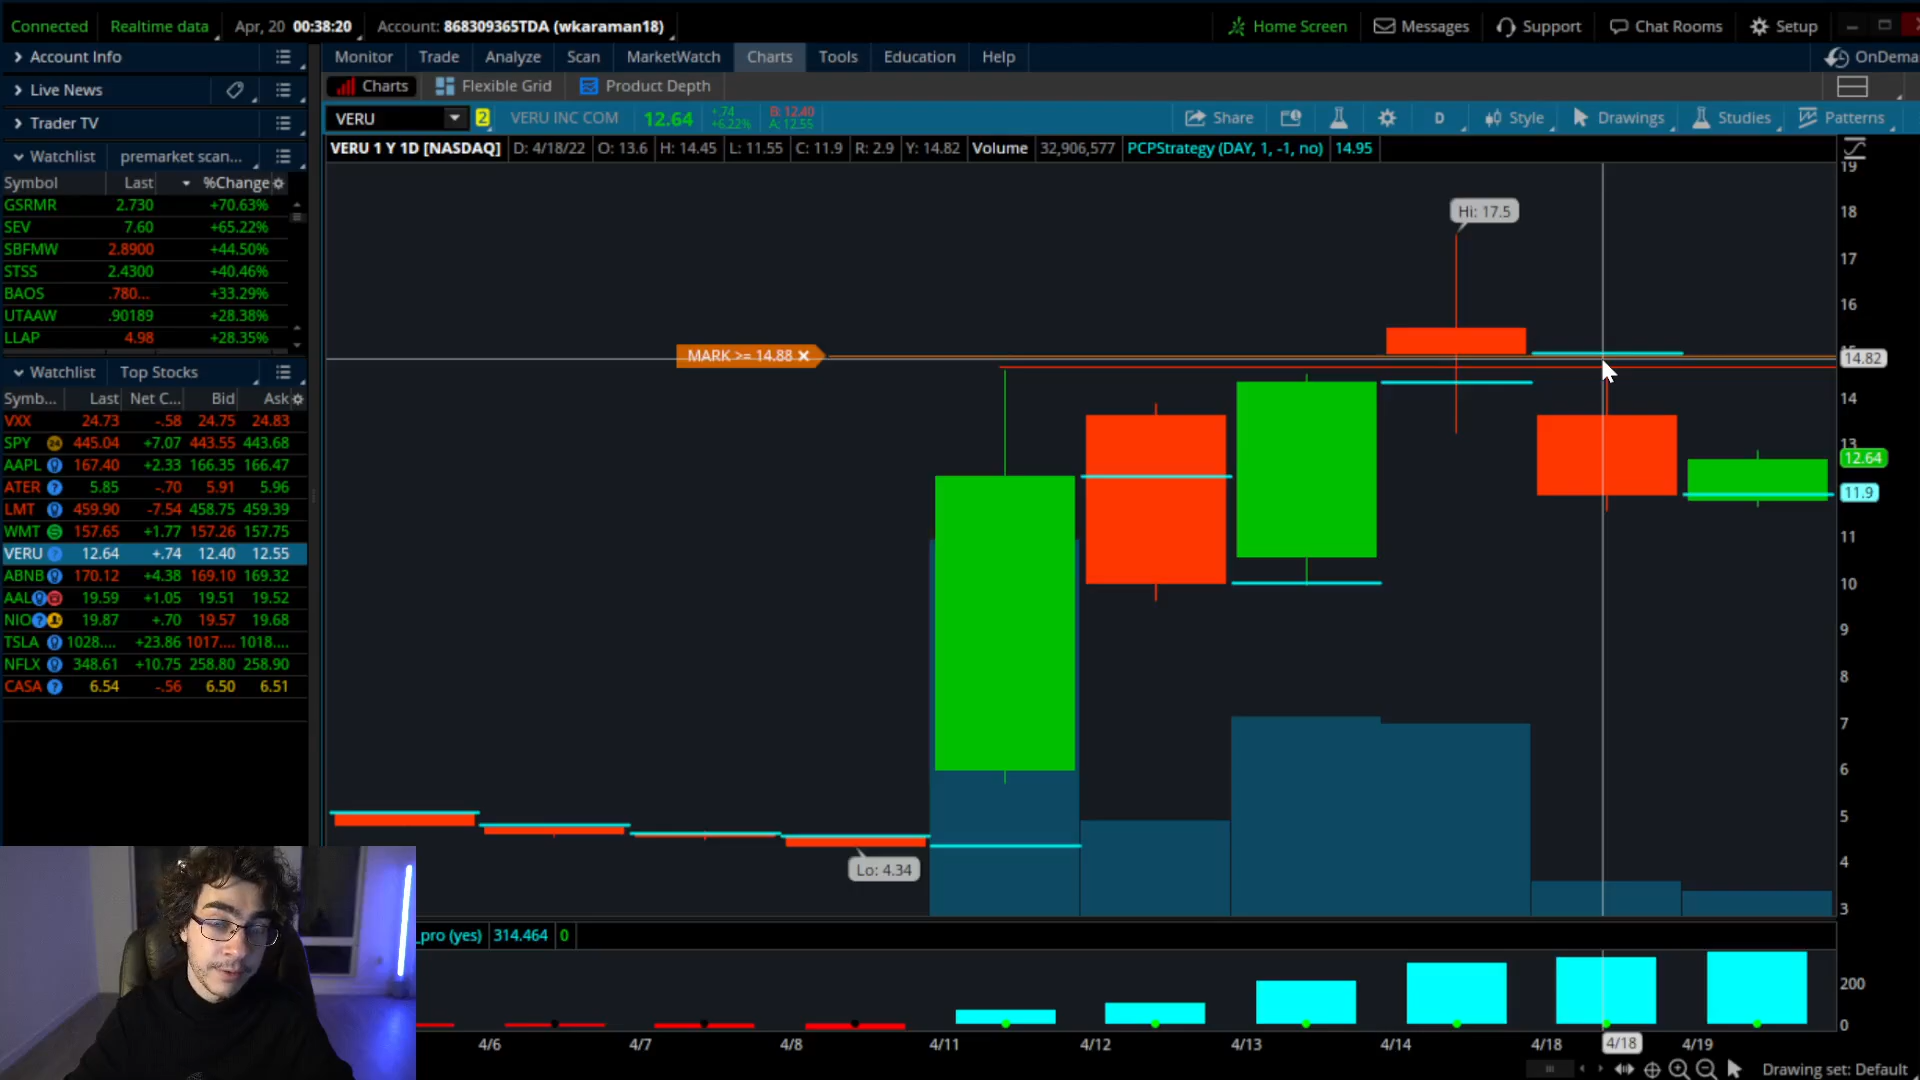 Connected Realtime data Apr, 20 00:38:20 Account: 868309365TDA (wkaraman18) Home Screen Messages Support Chat Rooms Setup
Account Info Monitor Trade Analyze Scan MarketWatch Charts Tools Education Help OnDema
Live News Charts Flexible Grid Product Depth
Trader TV VERU 2 VERU INC COM 12.64 +.74 +6.22% B: 12.40 A: 12.55 Share D Style Drawings Studies Patterns
Watchlist premarket scan... VERU 1 Y 1D [NASDAQ] D: 4/18/22 O: 13.6 H: 14.45 L: 11.55 C: 11.9 R: 2.9 Y: 14.82 Volume 32,906,577 PCPStrategy (DAY, 1, -1, no) 14.95
Symbol Last %Change
GSRMR 2.730 +70.63%
SEV 7.60 +65.22%
SBFMW 2.8900 +44.50%
STSS 2.4300 +40.46%
BAOS .780... +33.29%
UTAAW .90189 +28.38%
LLAP 4.98 +28.35%
Watchlist Top Stocks
Symb... Last Net C... Bid Ask
VXX 24.73 -.58 24.75 24.83
SPY 24 445.04 +7.07 443.55 443.68
AAPL 167.40 +2.33 166.35 166.47
ATER ? 5.85 -.70 5.91 5.96
LMT 459.90 -7.54 458.75 459.39
WMT 157.65 +1.77 157.26 157.75
VERU ? 12.64 +.74 12.40 12.55
ABNB 170.12 +4.38 169.10 169.32
AAL 19.59 +1.05 19.51 19.52
NIO ? 19.87 +.70 19.57 19.68
TSLA 1028.... +23.86 1017.... 1018....
NFLX 348.61 +10.75 258.80 258.90
CASA ? 6.54 -.56 6.50 6.51
Hi: 17.5
MARK >= 14.88
Lo: 4.34
19
18
17
16
14.82
14
13
12.64
11.9
11
10
9
8
7
6
5
4
3
_pro (yes) 314.464 0
200
0
4/6 4/7 4/8 4/11 4/12 4/13 4/14 4/18 4/18 4/19
Drawing set: Default